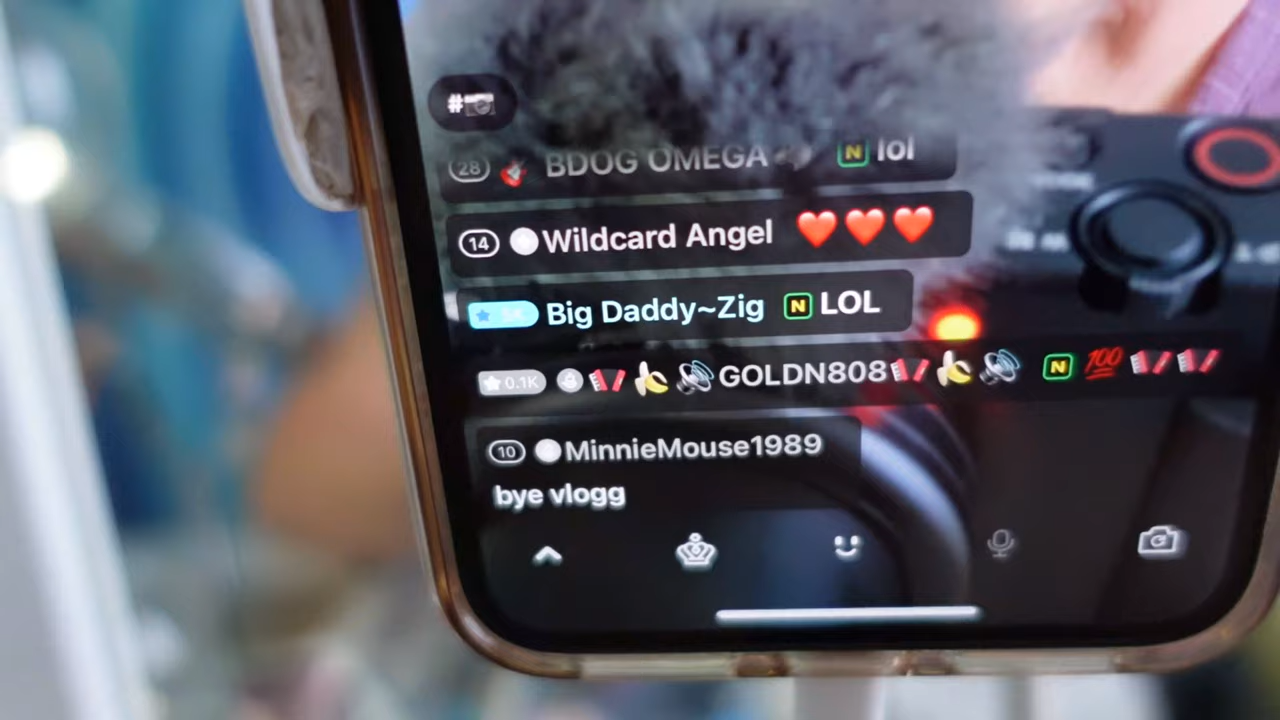 #
28 BDOG OMEGA N lol
14 Wildcard Angel ❤️❤️❤️
Big Daddy~Zig N LOL
0.1K 🍌🔊GOLDN808🍌🔊 N 💯
10 MinnieMouse1989
bye vlogg